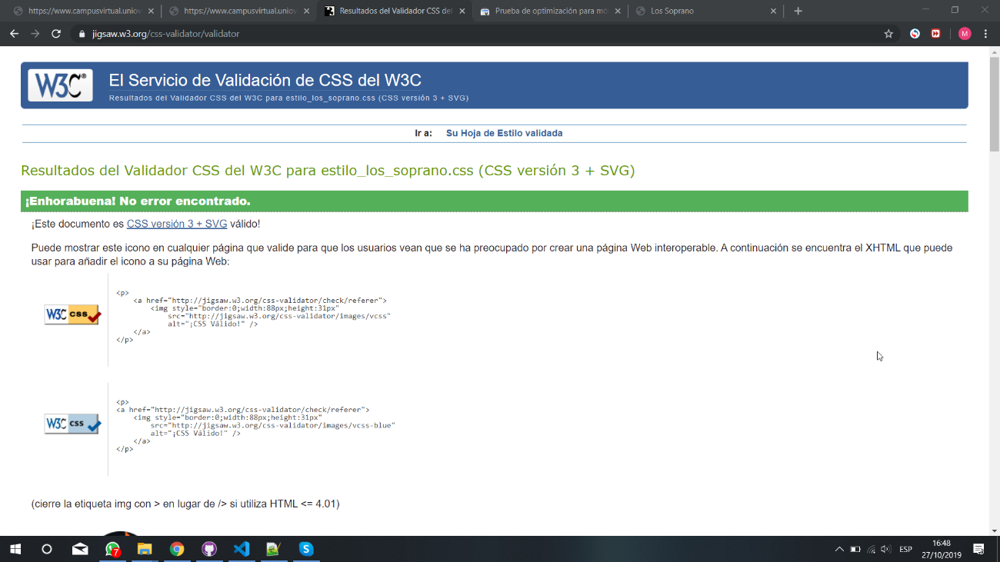 https://www.campusvirtual.uniov
https://www.campusvirtual.uniov
Resultados del Validador CSS del
Prueba de optimización para mó
Los Soprano
jigsaw.w3.org/css-validator/validator
M
W3C®
El Servicio de Validación de CSS del W3C
Resultados del Validador CSS del W3C para estilo_los_soprano.css (CSS versión 3 + SVG)
Ir a: Su Hoja de Estilo validada
Resultados del Validador CSS del W3C para estilo_los_soprano.css (CSS versión 3 + SVG)
¡Enhorabuena! No error encontrado.
¡Este documento es CSS versión 3 + SVG válido!
Puede mostrar este icono en cualquier página que valide para que los usuarios vean que se ha preocupado por crear una página Web interoperable. A continuación se encuentra el XHTML que puede
usar para añadir el icono a su página Web:
W3C css
<p>
<a href="http://jigsaw.w3.org/css-validator/check/referer">
<img style="border:0;width:88px;height:31px"
src="http://jigsaw.w3.org/css-validator/images/vcss"
alt="¡CSS Válido!" />
</a>
</p>
W3C css
<p>
<a href="http://jigsaw.w3.org/css-validator/check/referer">
<img style="border:0;width:88px;height:31px"
src="http://jigsaw.w3.org/css-validator/images/vcss-blue"
alt="¡CSS Válido!" />
</a>
</p>
(cierre la etiqueta img con > en lugar de /> si utiliza HTML <= 4.01)
7
ESP
16:48
27/10/2019